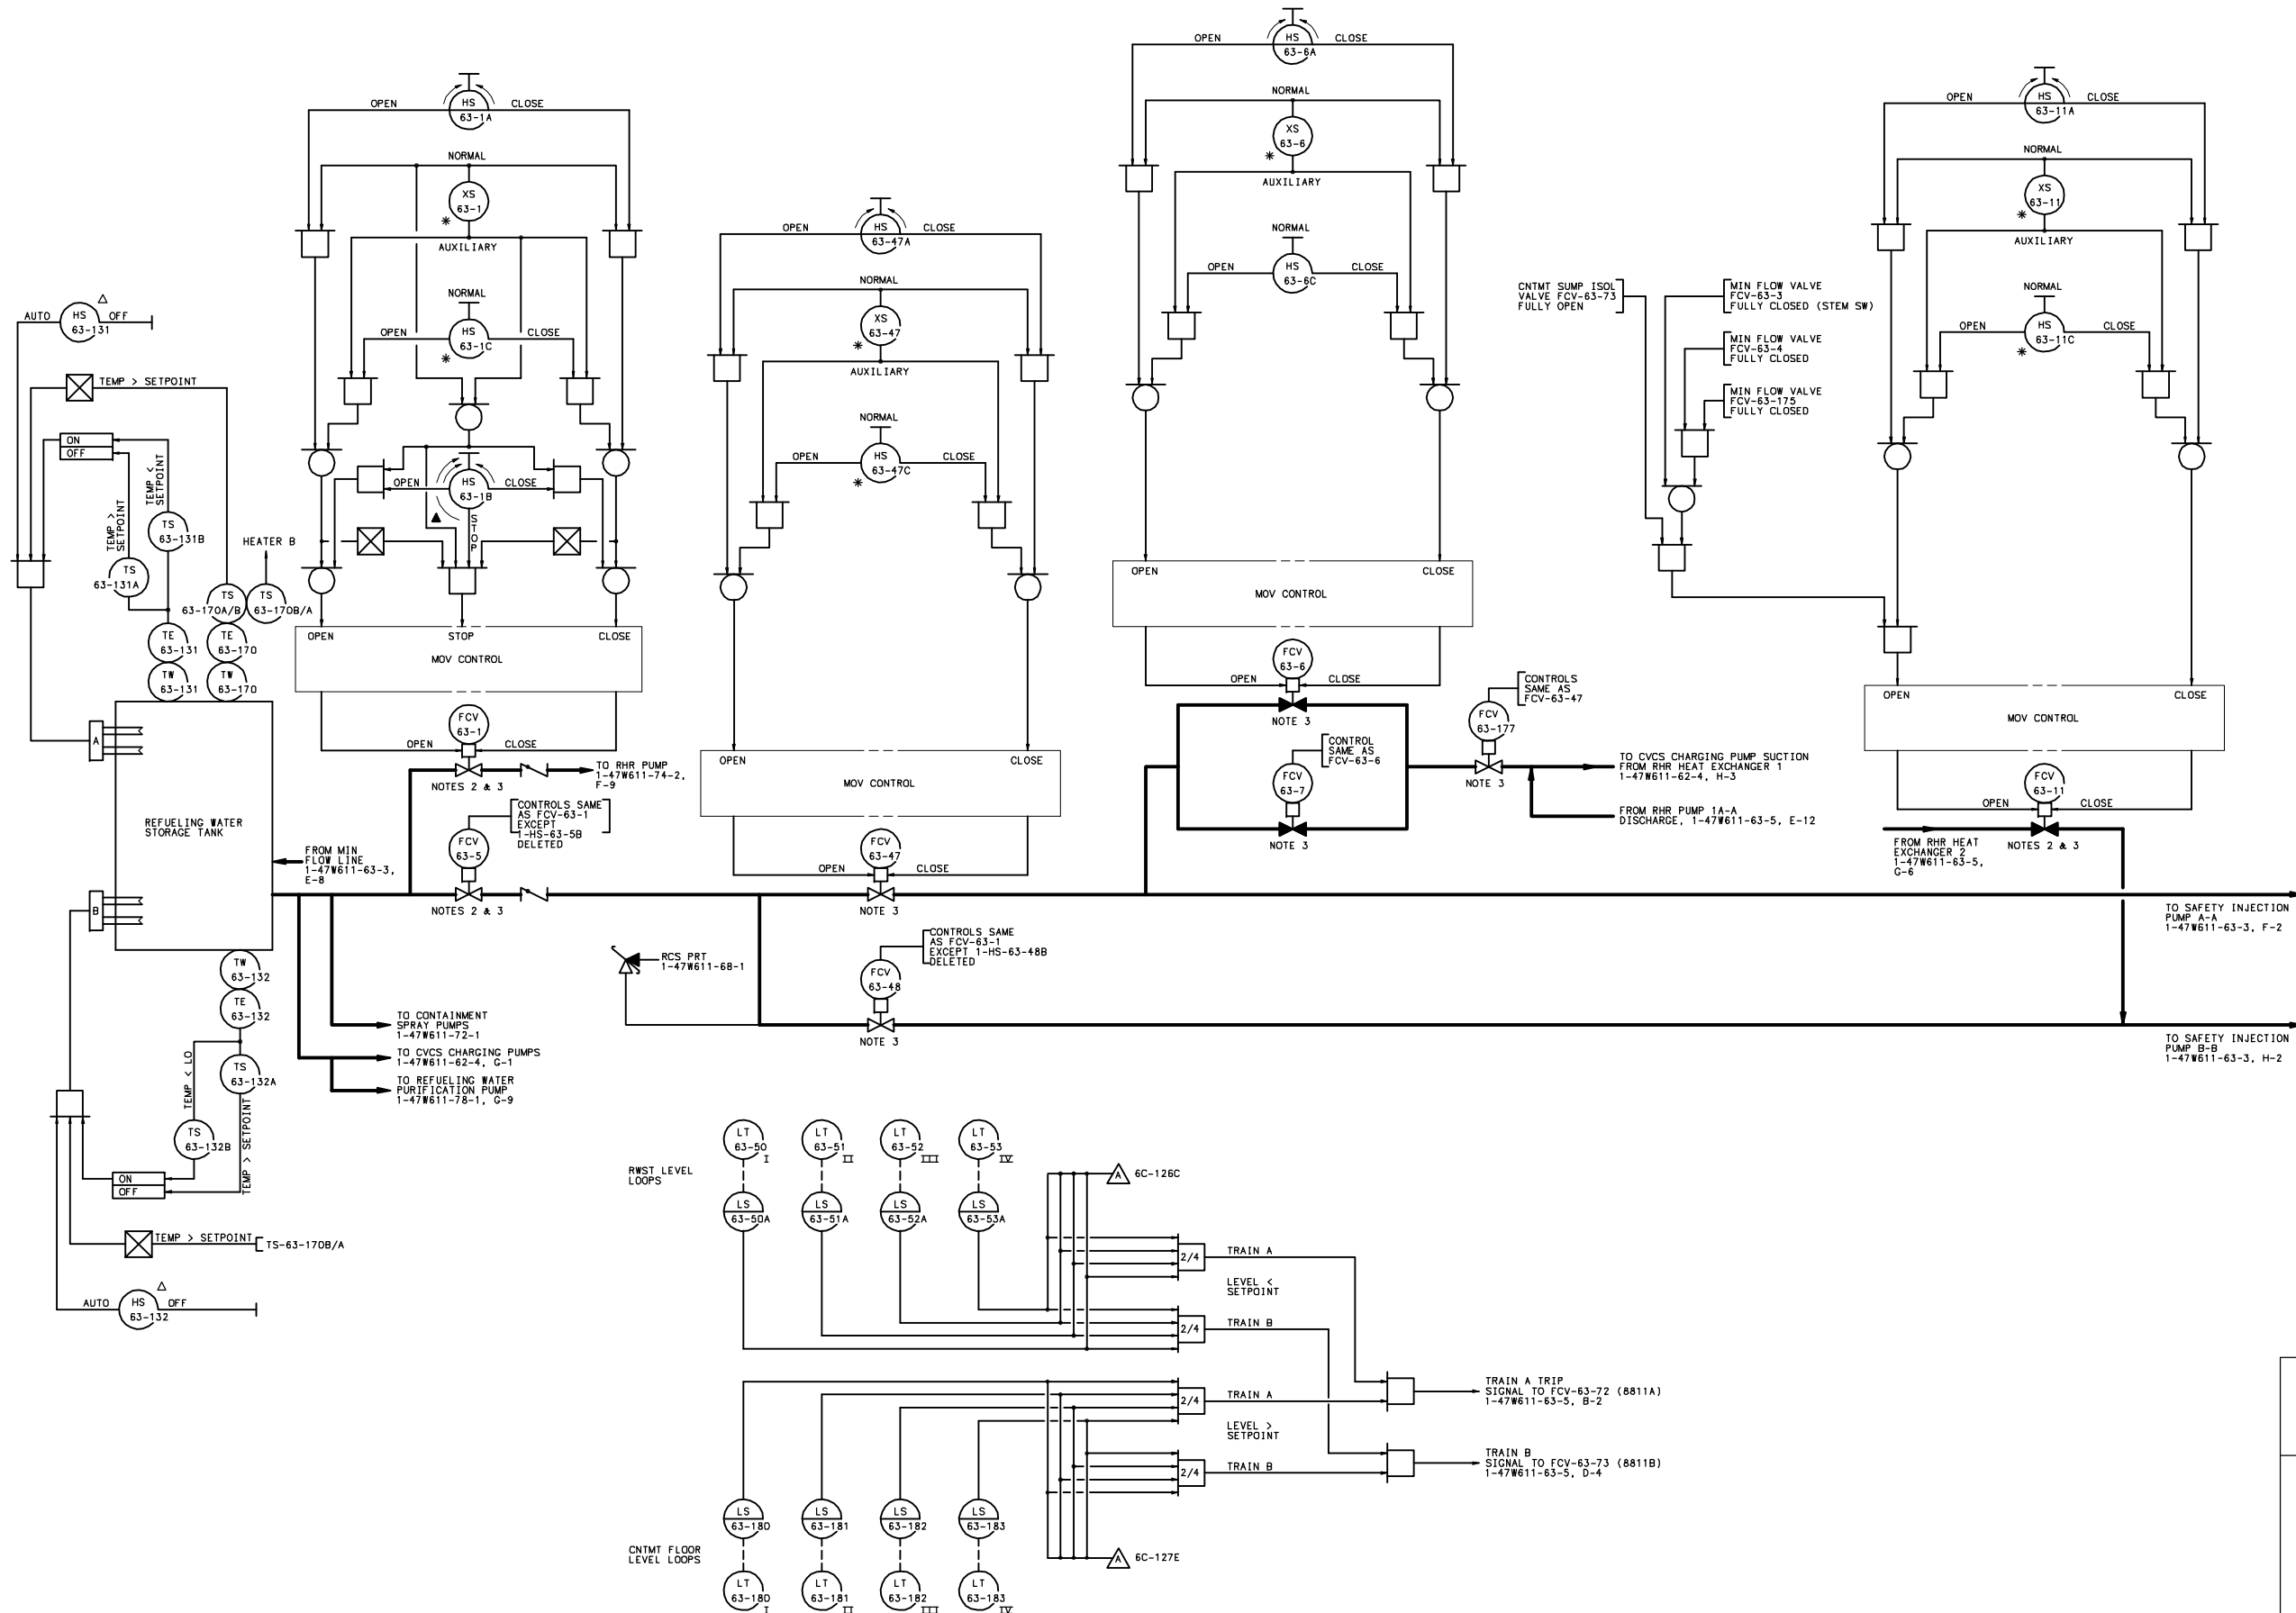 HS
63-1A
OPEN
CLOSE
NORMAL
XS
63-1
*
AUXILIARY
NORMAL
HS
63-1C
*
OPEN
CLOSE
HS
63-1B
OPEN
CLOSE
STOP
OPEN
STOP
CLOSE
MOV CONTROL
FCV
63-1
OPEN
CLOSE
NOTES 2 & 3
TO RHR PUMP
1-47W611-74-2,
F-9
HS
63-131
AUTO
OFF
TEMP > SETPOINT
ON
OFF
TEMP <
SETPOINT
TEMP >
SETPOINT
TS
63-131B
TS
63-131A
HEATER B
TS
63-170A/B
TS
63-170B/A
TE
63-131
TE
63-170
TW
63-131
TW
63-170
A
B
REFUELING WATER
STORAGE TANK
FROM MIN
FLOW LINE
1-47W611-63-3,
E-8
FCV
63-5
CONTROLS SAME
AS FCV-63-1
EXCEPT
1-HS-63-5B
DELETED
NOTES 2 & 3
TW
63-132
TE
63-132
TS
63-132A
TEMP < LO
TEMP > SETPOINT
TS
63-132B
ON
OFF
TEMP > SETPOINT
TS-63-170B/A
AUTO
HS
63-132
OFF
TO CONTAINMENT
SPRAY PUMPS
1-47W611-72-1
TO CVCS CHARGING PUMPS
1-47W611-62-4, G-1
TO REFUELING WATER
PURIFICATION PUMP
1-47W611-78-1, G-9
HS
63-47A
OPEN
CLOSE
NORMAL
XS
63-47
*
AUXILIARY
NORMAL
HS
63-47C
*
OPEN
CLOSE
OPEN
CLOSE
MOV CONTROL
FCV
63-47
OPEN
CLOSE
NOTE 3
RCS PRT
1-47W611-68-1
FCV
63-48
CONTROLS SAME
AS FCV-63-1
EXCEPT 1-HS-63-48B
DELETED
NOTE 3
HS
63-6A
OPEN
CLOSE
NORMAL
XS
63-6
*
AUXILIARY
NORMAL
HS
63-6C
OPEN
CLOSE
OPEN
CLOSE
MOV CONTROL
FCV
63-6
OPEN
CLOSE
NOTE 3
FCV
63-7
CONTROL
SAME AS
FCV-63-6
NOTE 3
FCV
63-177
CONTROLS
SAME AS
FCV-63-47
NOTE 3
TO CVCS CHARGING PUMP SUCTION
FROM RHR HEAT EXCHANGER 1
1-47W611-62-4, H-3
FROM RHR PUMP 1A-A
DISCHARGE, 1-47W611-63-5, E-12
CNTMT SUMP ISOL
VALVE FCV-63-73
FULLY OPEN
MIN FLOW VALVE
FCV-63-3
FULLY CLOSED (STEM SW)
MIN FLOW VALVE
FCV-63-4
FULLY CLOSED
MIN FLOW VALVE
FCV-63-175
FULLY CLOSED
HS
63-11A
OPEN
CLOSE
NORMAL
XS
63-11
*
AUXILIARY
NORMAL
HS
63-11C
*
OPEN
CLOSE
OPEN
CLOSE
MOV CONTROL
FCV
63-11
OPEN
CLOSE
NOTES 2 & 3
FROM RHR HEAT
EXCHANGER 2
1-47W611-63-5,
G-6
TO SAFETY INJECTION
PUMP A-A
1-47W611-63-3, F-2
TO SAFETY INJECTION
PUMP B-B
1-47W611-63-3, H-2
RWST LEVEL
LOOPS
LT
63-50
I
LT
63-51
II
LT
63-52
III
LT
63-53
IV
LS
63-50A
LS
63-51A
LS
63-52A
LS
63-53A
A
6C-126C
2/4
TRAIN A
LEVEL <
SETPOINT
2/4
TRAIN B
2/4
TRAIN A
LEVEL >
SETPOINT
2/4
TRAIN B
TRAIN A TRIP
SIGNAL TO FCV-63-72 (8811A)
1-47W611-63-5, B-2
TRAIN B
SIGNAL TO FCV-63-73 (8811B)
1-47W611-63-5, D-4
LS
63-180
LS
63-181
LS
63-182
LS
63-183
CNTMT FLOOR
LEVEL LOOPS
LT
63-180
I
LT
63-181
II
LT
63-182
III
LT
63-183
IV
A
6C-127E